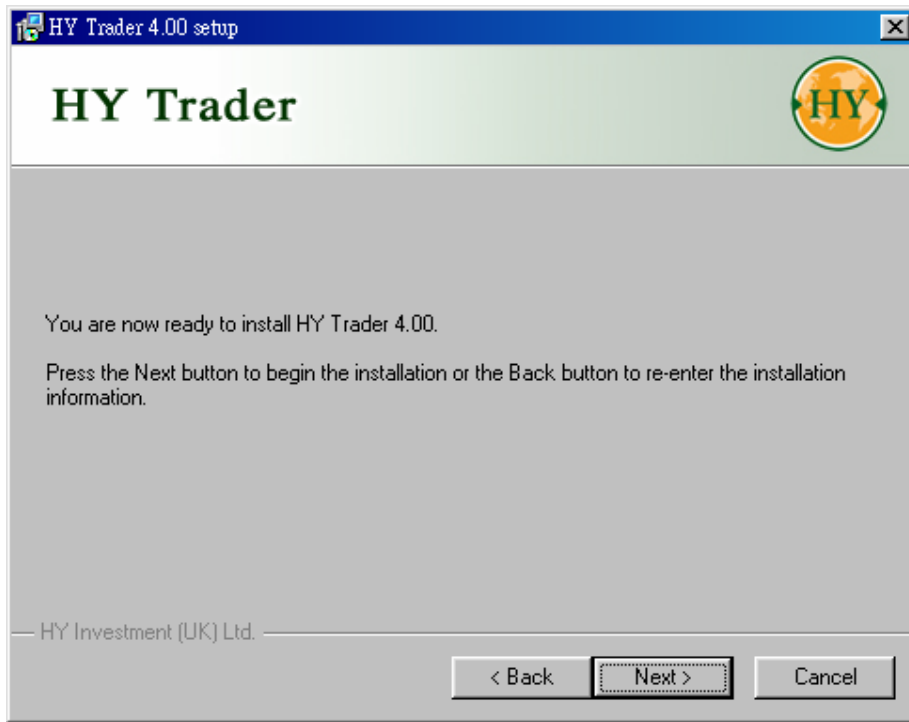 HY Trader 4.00 setup
HY Trader
HY
You are now ready to install HY Trader 4.00.
Press the Next button to begin the installation or the Back button to re-enter the installation
information.
HY Investment (UK) Ltd.
< Back Next > Cancel